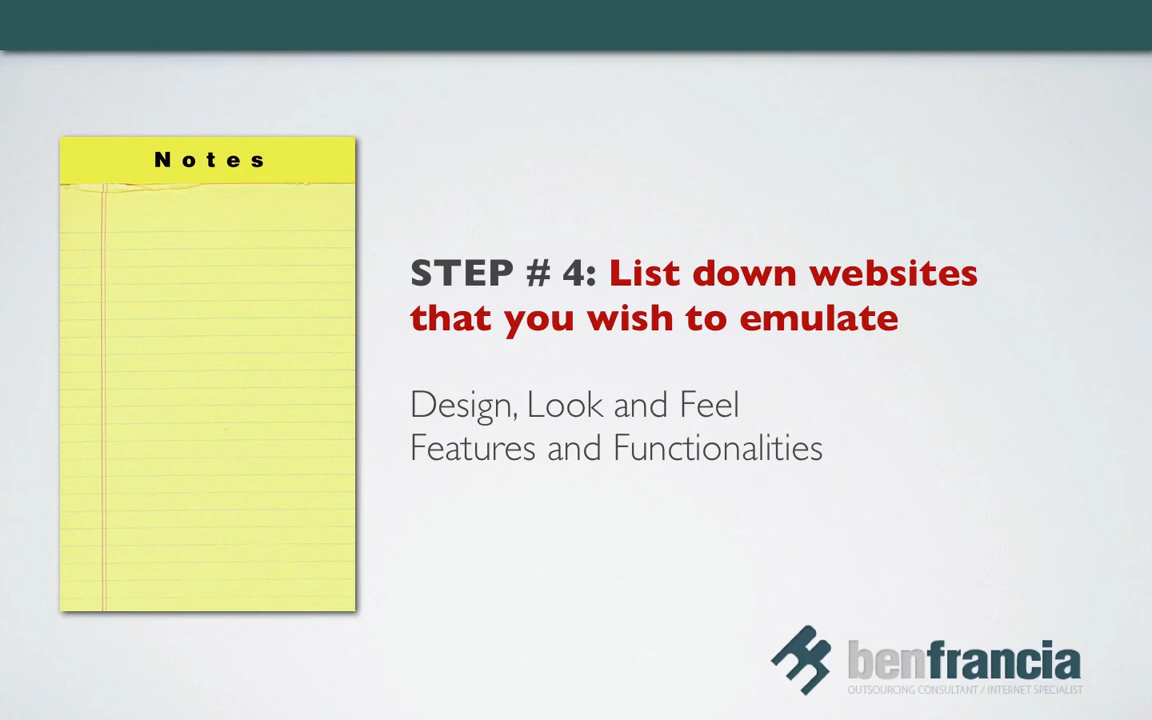 Notes
STEP # 4: List down websites
that you wish to emulate
Design, Look and Feel
Features and Functionalities
benfrancia
OUTSOURCING CONSULTANT / INTERNET SPECIALIST